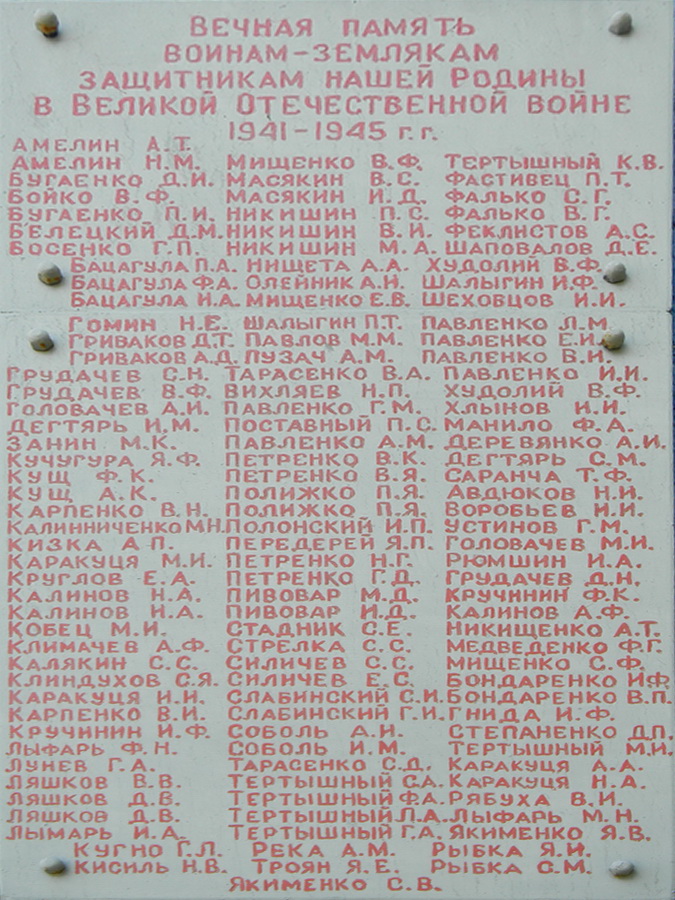 Вечная память
воинам-землякам
защитникам нашей Родины
в Великой Отечественной войне
1941-1945 г.г.
Амелин А.Т.
Амелин Н.М. Мищенко В.Ф. Тертышный К.В.
Бугаенко Д.И. Масякин В.С. Фастивец П.Т.
Бойко В.Ф. Масякин И.Д. Фалько С.Г.
Бугаенко П.И. Никишин П.С. Фалько В.Г.
Белецкий Д.М. Никишин В.И. Феклистов А.С.
Босенко Г.П. Никишин М.А. Шаповалов Д.Е.
Бацагула П.А. Нищета А.А. Худолий В.Ф.
Бацагула Ф.А. Олейник А.И. Шалыгин И.Ф.
Бацагула И.А. Мищенко Е.В. Шеховцов И.И.
Гомин Н.Е. Шалыгин П.Т. Павленко Л.М.
Гриваков Д.Т. Павлов М.М. Павленко Е.И.
Гриваков А.Д. Пузач А.М. Павленко В.И.
Грудачев С.Н. Тарасенко В.А. Павленко И.И.
Грудачев В.Ф. Вихляев Н.П. Худолий В.Ф.
Головачев А.И. Павленко Г.М. Хлынов И.И.
Дегтярь И.М. Поставный П.С. Манило Ф.А.
Занин М.К. Павленко А.М. Деревянко А.И.
Кучугура Я.Ф. Петренко В.К. Дегтярь С.М.
Кущ Ф.К. Петренко В.Я. Саранча Т.Ф.
Кущ А.К. Полижко П.Я. Авдюков Н.И.
Карпенко В.Н. Полижко П.Я. Воробьев И.И.
Калинниченко М.Н. Полонский И.П. Устинов Г.М.
Кизка А.П. Передерей Я.П. Головачев М.И.
Каракуця М.И. Петренко Н.Г. Рюмшин И.А.
Круглов Е.А. Петренко Г.Д. Грудачев Д.Н.
Калинов Н.А. Пивовар М.Д. Кручинин Ф.К.
Калинов И.А. Пивовар И.Д. Калинов А.Ф.
Кобец М.И. Стадник С.Е. Никищенко А.Т.
Климачев А.Ф. Стрелка С.С. Медведенко Ф.Г.
Калякин С.С. Силичев С.С. Мищенко С.Ф.
Клиндухов С.Я. Силичев Е.С. Бондаренко И.Ф.
Каракуця И.И. Слабинский С.И. Бондаренко В.П.
Карпенко В.И. Слабинский Г.И. Гнида И.Ф.
Кручинин И.Ф. Соболь А.И. Степаненко Д.П.
Лыфарь Ф.Н. Соболь И.М. Тертышный М.И.
Лунев Г.А. Тарасенко С.Д. Каракуця А.А.
Ляшков В.В. Тертышный С.А. Каракуця Н.А.
Ляшков Д.В. Тертышный Ф.А. Рябуха В.И.
Ляшков Д.В. Тертышный Л.А. Лыфарь М.Н.
Лымарь И.А. Тертышный Г.А. Якименко Я.В.
Кугно Г.Л. Река А.М. Рыбка Я.И.
Кисиль Н.В. Троян Я.Е. Рыбка С.М.
Якименко С.В.